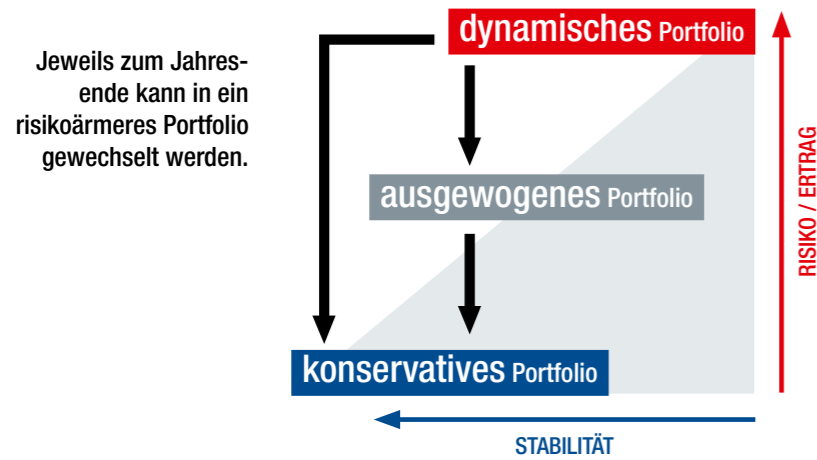 dynamisches Portfolio
Jeweils zum Jahres-
ende kann in ein
risikoärmeres Portfolio
gewechselt werden.
ausgewogenes Portfolio
RISIKO / ERTRAG
konservatives Portfolio
STABILITÄT